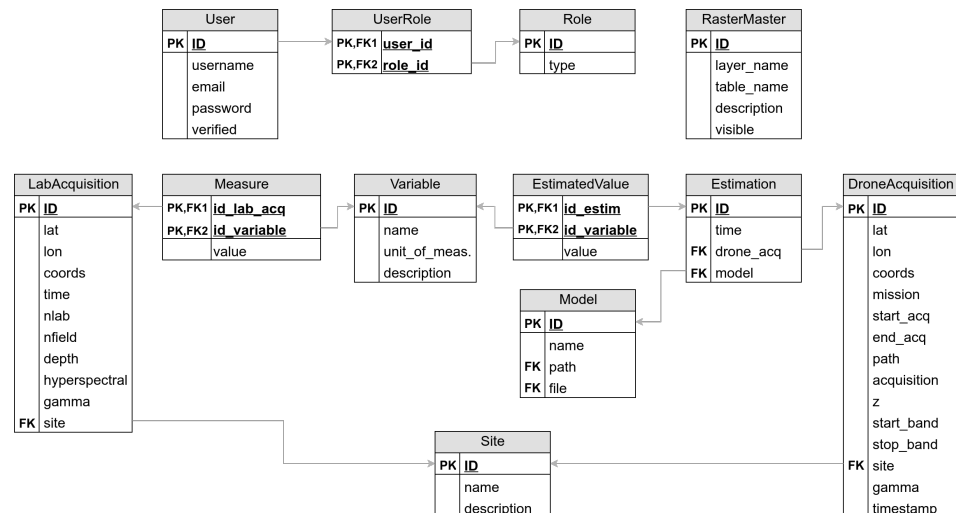 User
PK ID
username
email
password
verified
UserRole
PK,FK1 user_id
PK,FK2 role_id
Role
PK ID
type
RasterMaster
PK ID
layer_name
table_name
description
visible
LabAcquisition
PK ID
lat
lon
coords
time
nlab
nfield
depth
hyperspectral
gamma
FK site
Measure
PK,FK1 id_lab_acq
PK,FK2 id_variable
value
Variable
PK ID
name
unit_of_meas.
description
EstimatedValue
PK,FK1 id_estim
PK,FK2 id_variable
value
Estimation
PK ID
time
FK drone_acq
FK model
DroneAcquisition
PK ID
lat
lon
coords
mission
start_acq
end_acq
path
acquisition
z
start_band
stop_band
FK site
gamma
timestamp
Model
PK ID
name
FK path
FK file
Site
PK ID
name
description